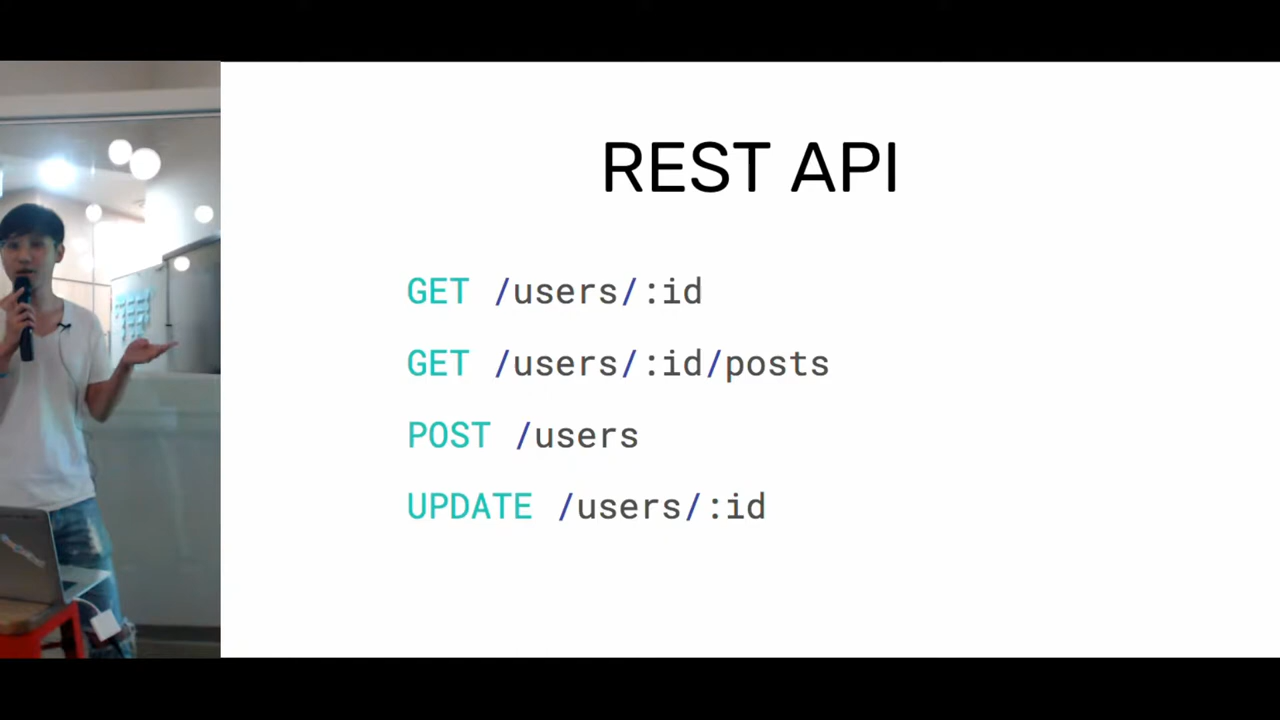 REST API
GET /users/:id
GET /users/:id/posts
POST /users
UPDATE /users/:id